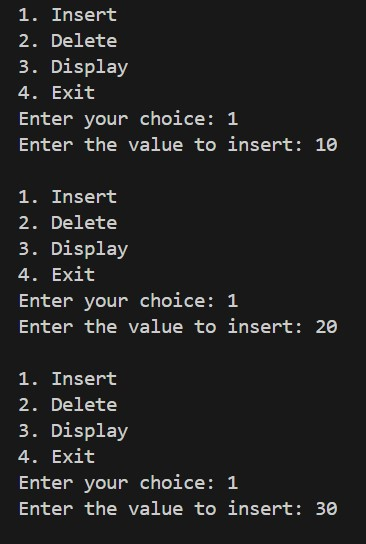 1. Insert
2. Delete
3. Display
4. Exit
Enter your choice: 1
Enter the value to insert: 10
1. Insert
2. Delete
3. Display
4. Exit
Enter your choice: 1
Enter the value to insert: 20
1. Insert
2. Delete
3. Display
4. Exit
Enter your choice: 1
Enter the value to insert: 30